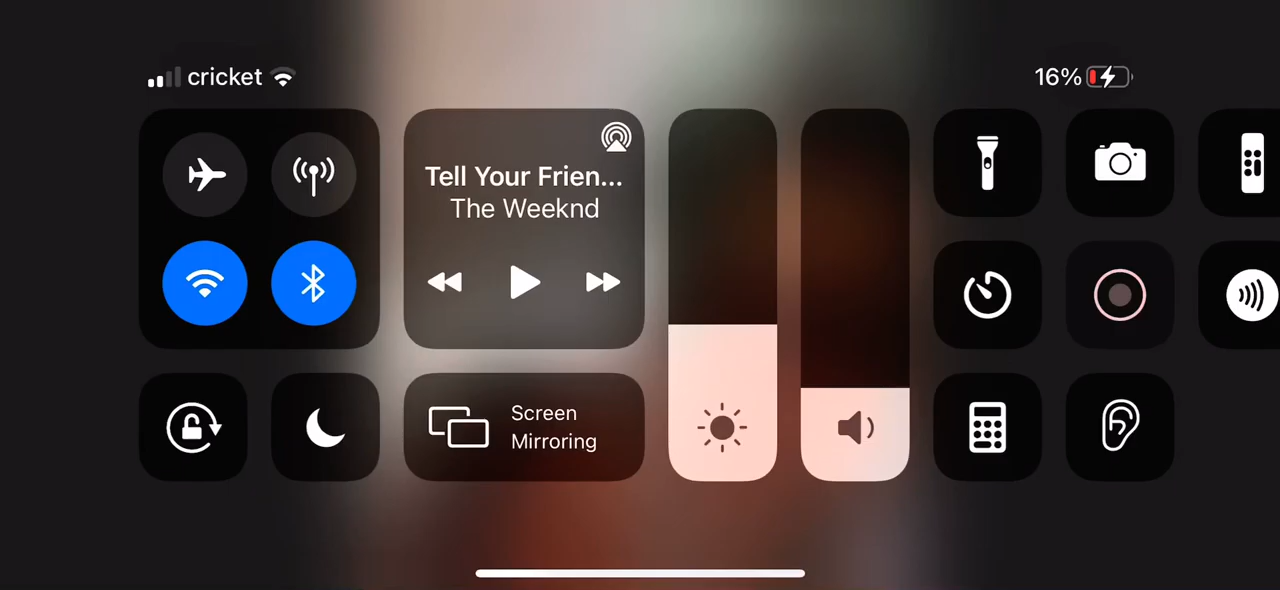 cricket
16%
Tell Your Frien...
The Weeknd
Screen
Mirroring